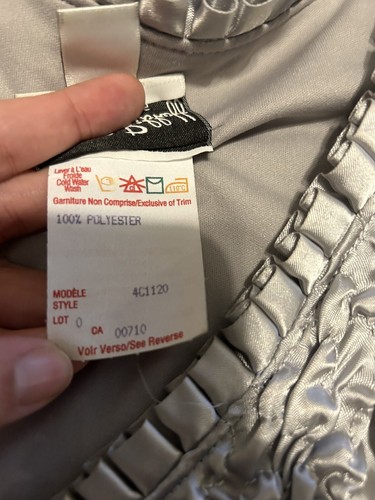 Laver à L'eau
Froide
Cold Water
Wash
Garniture Non Comprise/Exclusive of Trim
100% POLYESTER
MODÈLE
STYLE 4C1120
LOT 0 CA 00710
Voir Verso/See Reverse